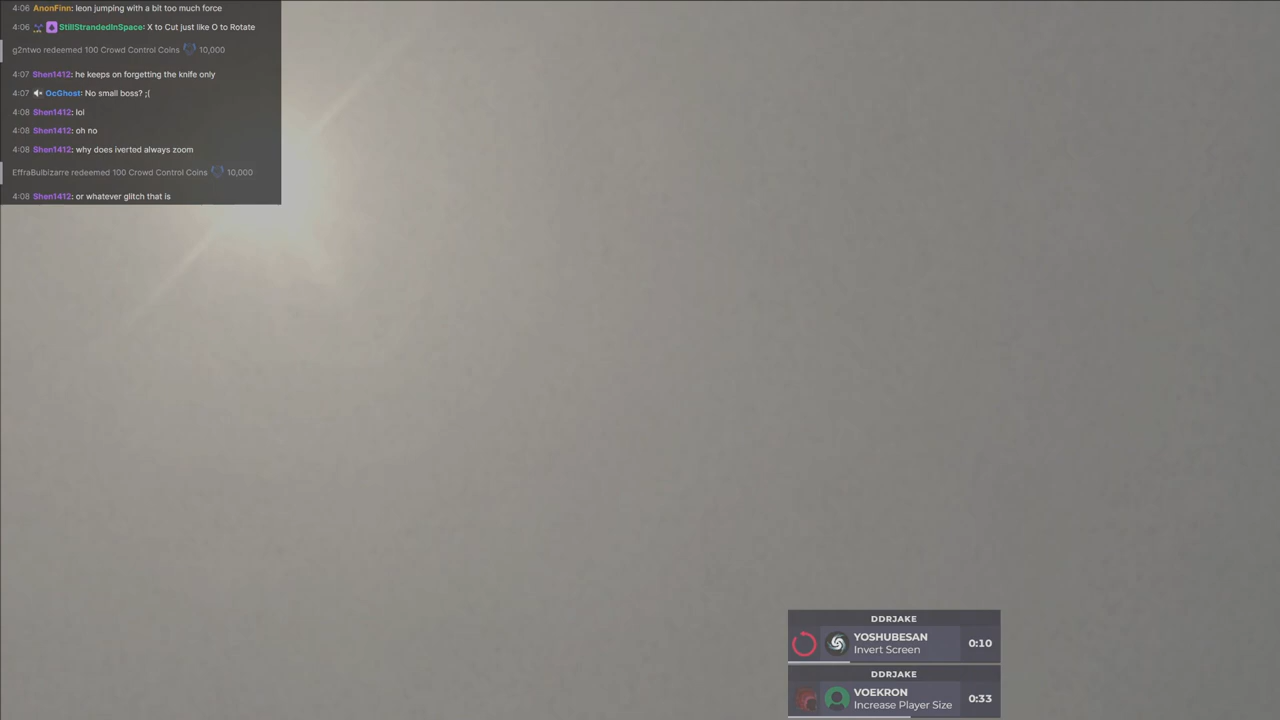 4:06 AnonFinn: leon jumping with a bit too much force
4:06 StillStrandedInSpace: X to Cut just like O to Rotate
g2ntwo redeemed 100 Crowd Control Coins 10,000
4:07 Shen1412: he keeps on forgetting the knife only
4:07 OcGhost: No small boss? ;(
4:08 Shen1412: lol
4:08 Shen1412: oh no
4:08 Shen1412: why does iverted always zoom
EffraBulbizarre redeemed 100 Crowd Control Coins 10,000
4:08 Shen1412: or whatever glitch that is
DDRJAKE
YOSHUBESAN
Invert Screen
0:10
DDRJAKE
VOEKRON
Increase Player Size
0:33